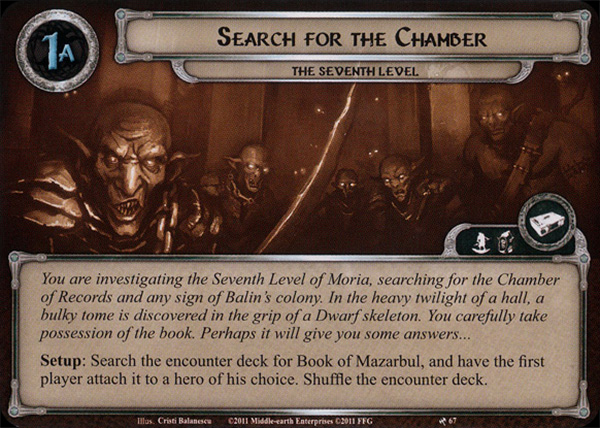 1A
SEARCH FOR THE CHAMBER
THE SEVENTH LEVEL
You are investigating the Seventh Level of Moria, searching for the Chamber
of Records and any sign of Balin's colony. In the heavy twilight of a hall, a
bulky tome is discovered in the grip of a Dwarf skeleton. You carefully take
possession of the book. Perhaps it will give you some answers...
Setup: Search the encounter deck for Book of Mazarbul, and have the first
player attach it to a hero of his choice. Shuffle the encounter deck.
Illus. Cristi Balanescu ©2011 Middle-earth Enterprises ©2011 FFG 67